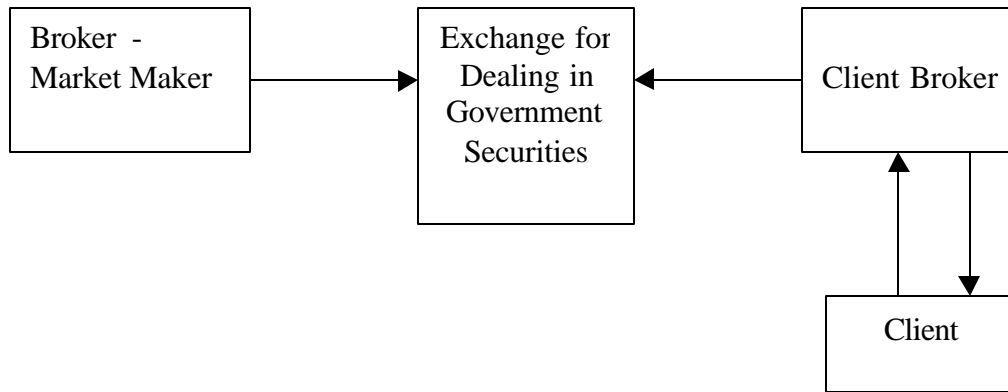 Broker -
Market Maker
Exchange for
Dealing in
Government
Securities
Client Broker
Client